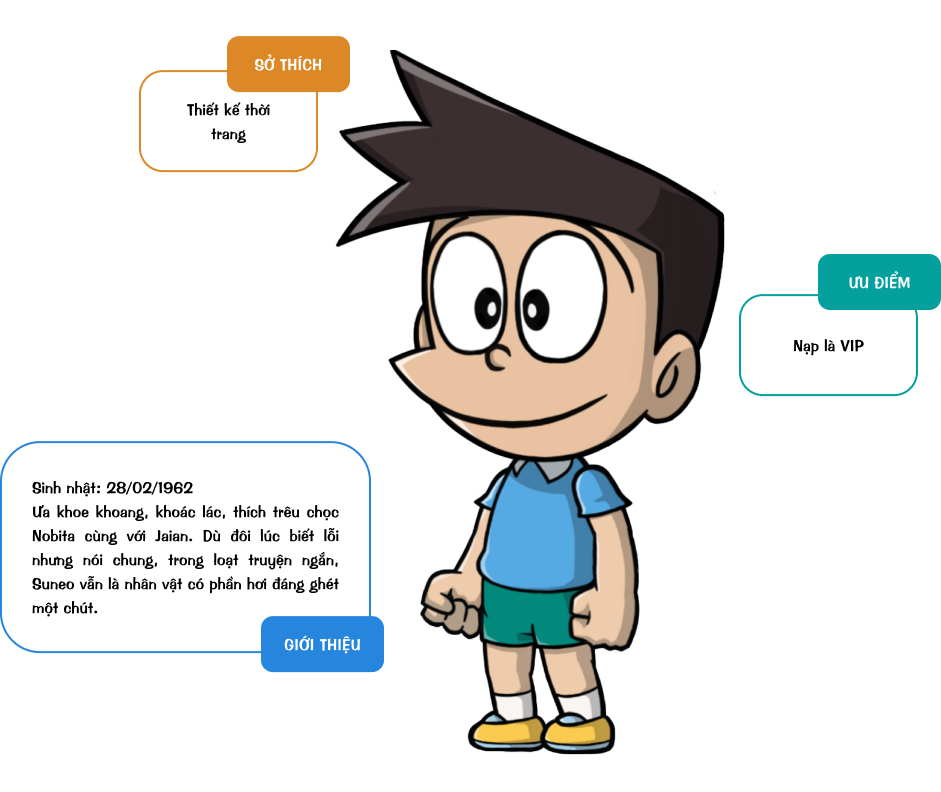 SỞ THÍCH
Thiết kế thời
trang
ƯU ĐIỂM
Nạp là VIP
Sinh nhật: 28/02/1962
Ưa khoe khoang, khoác lác, thích trêu chọc
Nobita cùng với Jaian. Dù đôi lúc biết lỗi
nhưng nói chung, trong loạt truyện ngắn,
Suneo vẫn là nhân vật có phần hơi đáng ghét
một chút.
GIỚI THIỆU